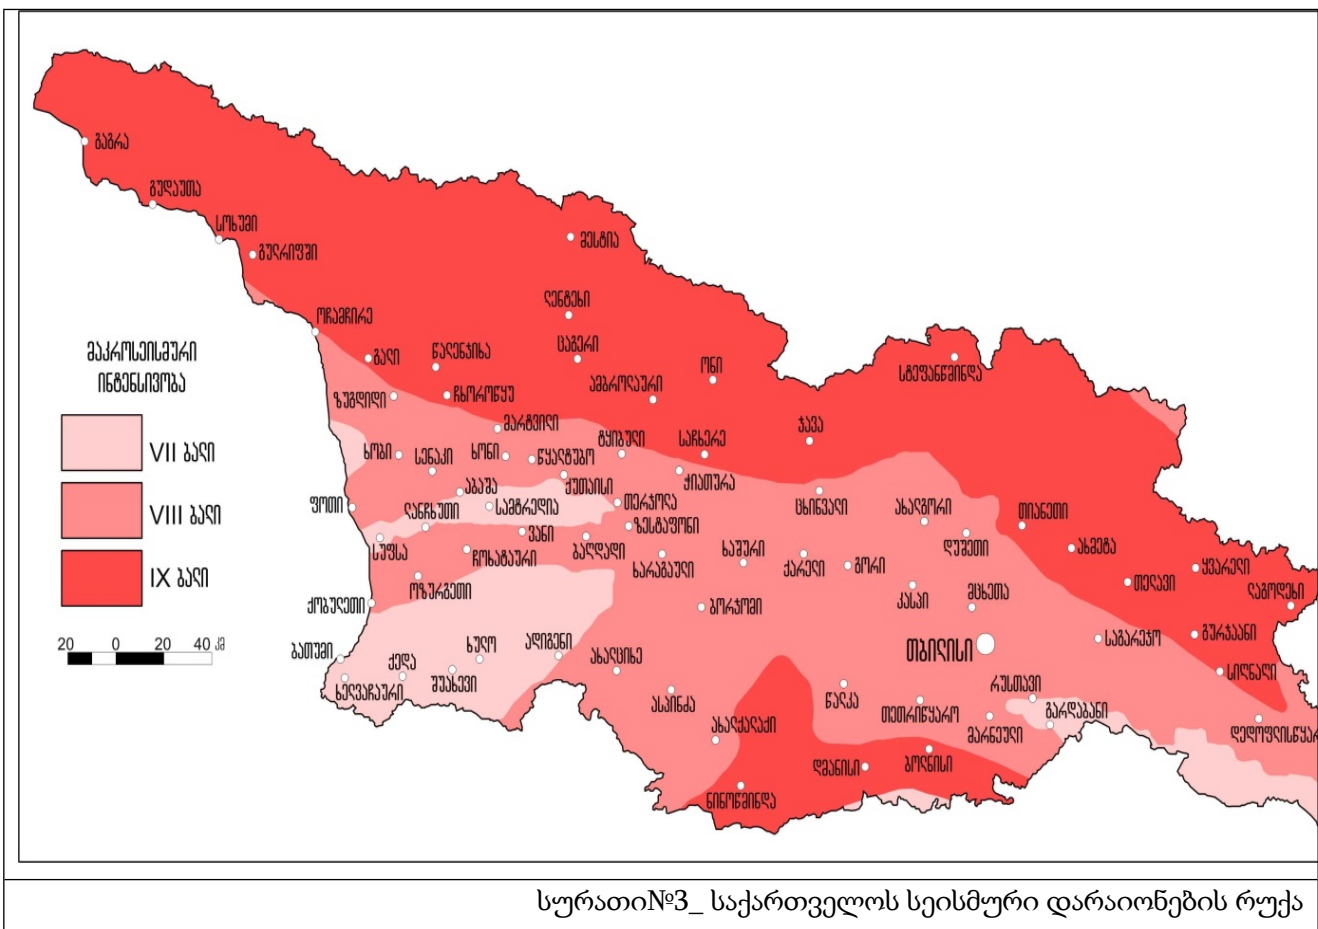 გაგრა
გუდაუთა
სოხუმი
გულრიფში
მესტია
ლენტეხი
ოჩამჩირე
ცაგერი
გალი
წალენჯიხა
ონი
სტეფანწმინდა
ამბროლაური
ზუგდიდი
ჩხოროწყუ
მარტვილი
ჯავა
ტყიბული
საჩხერე
ხობი
სენაკი
ხონი
წყალტუბო
ქუთაისი
ჭიათურა
აბაშა
სამტრედია
თერჯოლა
ცხინვალი
ახალგორი
თიანეთი
ფოთი
ლანჩხუთი
ვანი
ზესტაფონი
დუშეთი
ახმეტა
სუფსა
ჩოხატაური
ბაღდადი
ხარაგაული
ხაშური
ქარელი
გორი
ყვარელი
ოზურგეთი
თელავი
ლაგოდეხი
ქობულეთი
ბორჯომი
კასპი
მცხეთა
გურჯაანი
საგარეჯო
თბილისი
ბათუმი
ხულო
ადიგენი
ახალციხე
ქედა
შუახევი
ხელვაჩაური
სიღნაღი
ასპინძა
წალკა
თეთრიწყარო
რუსთავი
გარდაბანი
მარნეული
დედოფლისწყარ
ახალქალაქი
დმანისი
ბოლნისი
ნინოწმინდა
მაკროსეისმური
ინტენსივობა
VII ბალი
VIII ბალი
IX ბალი
20 0 20 40 კმ
სურათი№3_ საქართველოს სეისმური დარაიონების რუქა